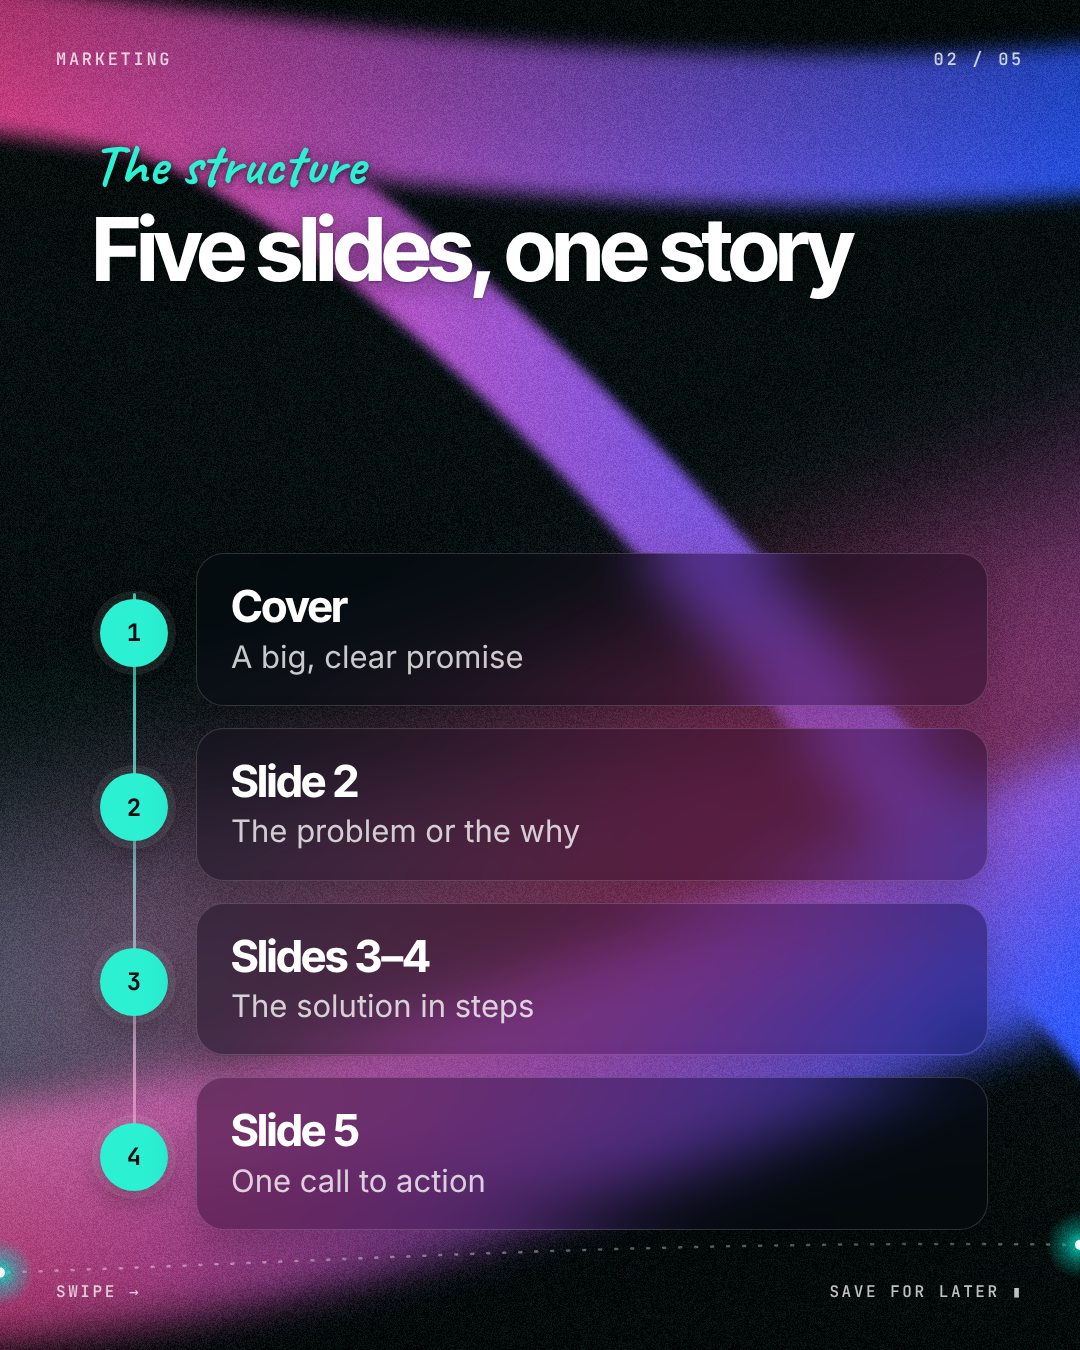 MARKETING
02 / 05
The structure
Five slides, one story
1
Cover
A big, clear promise
2
Slide 2
The problem or the why
3
Slides 3–4
The solution in steps
4
Slide 5
One call to action
SWIPE →
SAVE FOR LATER ▮